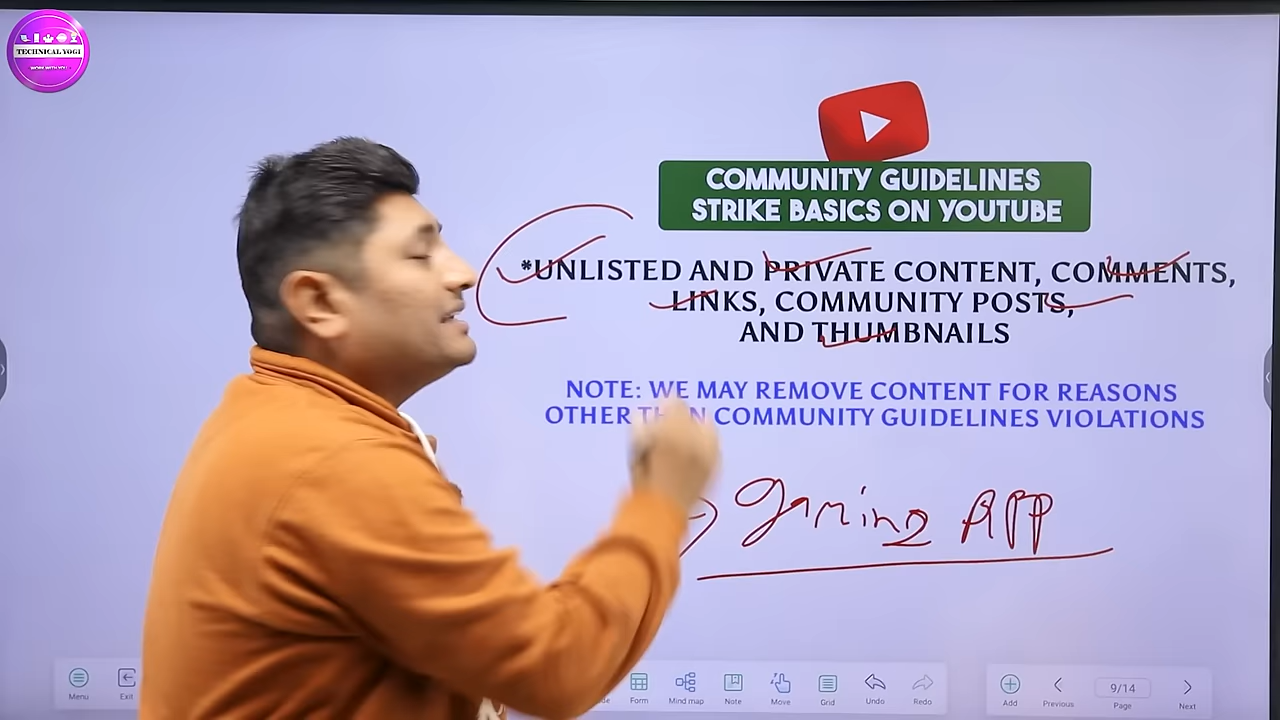 TECHNICAL YOGI
COMMUNITY GUIDELINES
STRIKE BASICS ON YOUTUBE
*UNLISTED AND PRIVATE CONTENT, COMMENTS,
LINKS, COMMUNITY POSTS,
AND THUMBNAILS
NOTE: WE MAY REMOVE CONTENT FOR REASONS
OTHER COMMUNITY GUIDELINES VIOLATIONS
Gaming APP
Menu Exit Form Mind map Note Move Grid Undo Redo Add Previous 9/14 Page Next